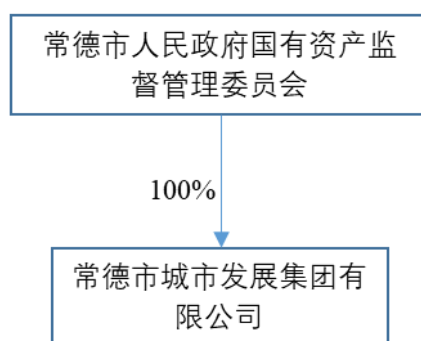 常德市人民政府国有资产监
督管理委员会
100%
常德市城市发展集团有
限公司